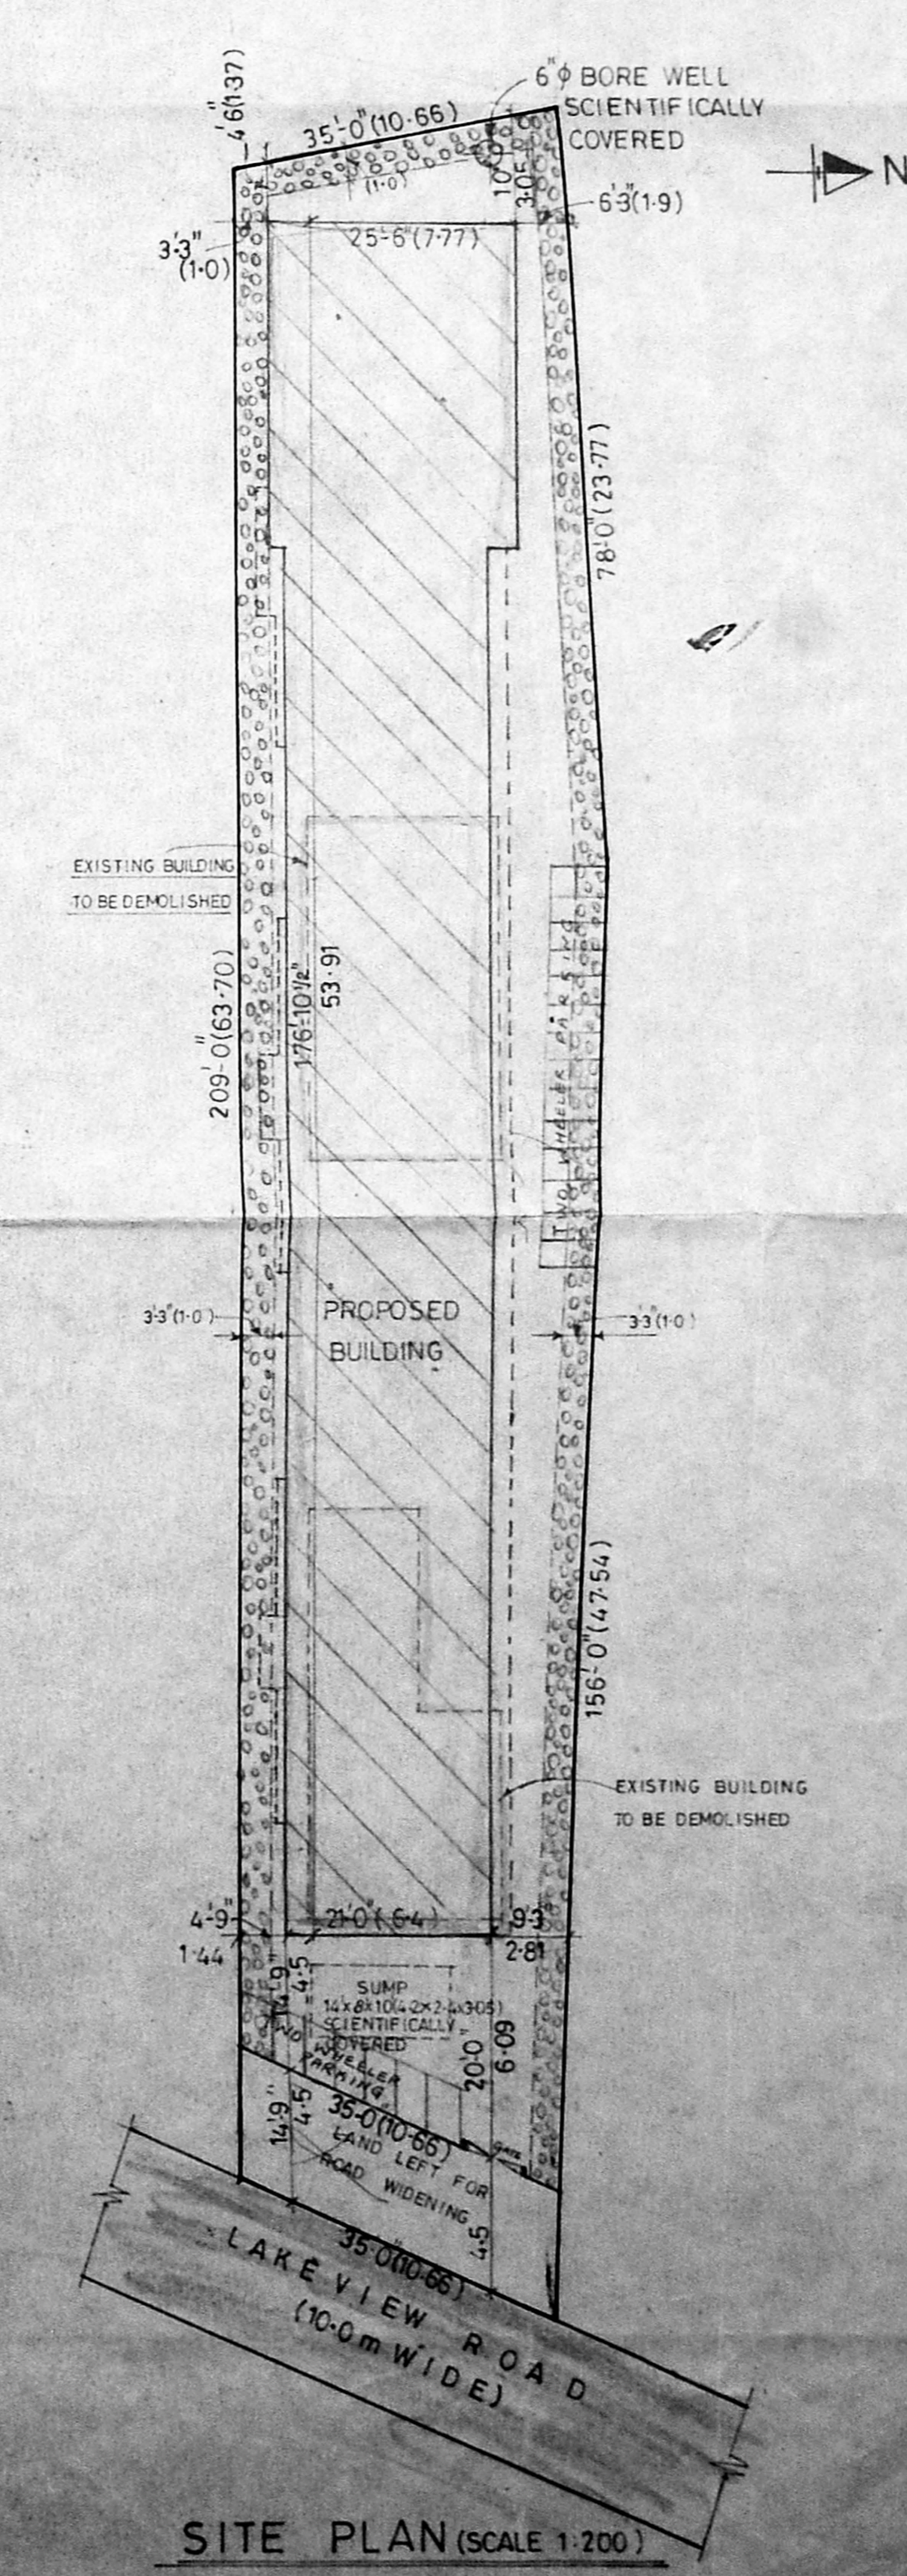 4'6"(1·37)
35'-0"(10·66)
6"ϕ BORE WELL
SCIENTIFICALLY
COVERED
N
(1·0)
10'
3·05
6'3"(1·9)
3'·3"
(1·0)
25'-6"(7·77)
78'-0"(23·77)
EXISTING BUILDING
TO BE DEMOLISHED
209'-0"(63·70)
176'-10½"
53·91
TWO WHEELER PARKING
3'3"(1·0)
PROPOSED
BUILDING
3'3"(1·0)
156'-0"(47·54)
EXISTING BUILDING
TO BE DEMOLISHED
4'-9"
1·44
21'-0"(6·4)
9'·3"
2·81
14'·9"
4·5
SUMP
14'x8'x10'(4·2x2·4x3·05)
SCIENTIFICALLY
COVERED
TWO
WHEELER
PARKING
20'·0
6·09
GATE
14'·9"
4·5
35'-0(10·66)
LAND LEFT FOR
ROAD WIDENING
4·5
35'·0"(10·66)
LAKE VIEW ROAD
(10·0 m WIDE)
SITE PLAN (SCALE 1:200)